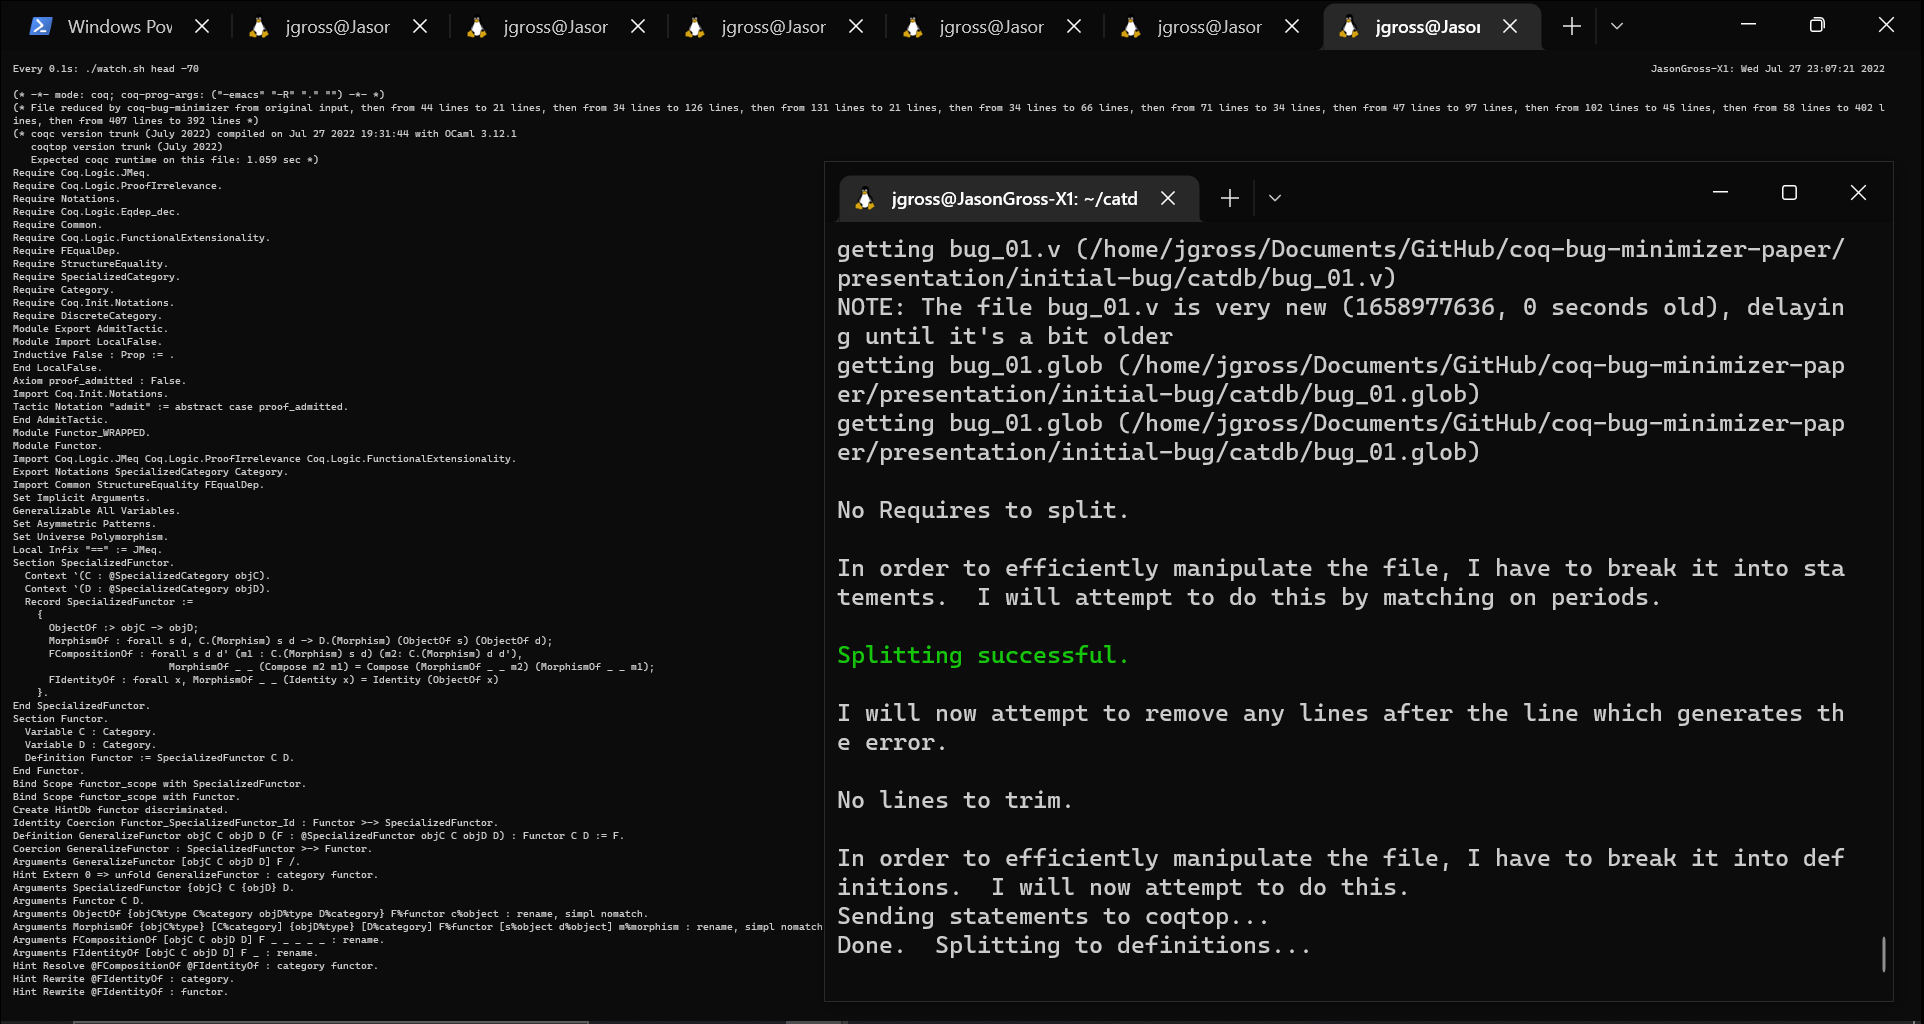 Windows Pow
jgross@Jason
jgross@Jason
jgross@Jason
jgross@Jason
jgross@Jason
jgross@Jason
Every 0.1s: ./watch.sh head -70
JasonGross-X1: Wed Jul 27 23:07:21 2022
(* -*- mode: coq; coq-prog-args: ("-emacs" "-R" "." "") -*- *)
(* File reduced by coq-bug-minimizer from original input, then from 44 lines to 21 lines, then from 34 lines to 126 lines, then from 131 lines to 21 lines, then from 34 lines to 66 lines, then from 71 lines to 34 lines, then from 47 lines to 97 lines, then from 102 lines to 45 lines, then from 58 lines to 402 l
ines, then from 407 lines to 392 lines *)
(* coqc version trunk (July 2022) compiled on Jul 27 2022 19:31:44 with OCaml 3.12.1
   coqtop version trunk (July 2022)
   Expected coqc runtime on this file: 1.059 sec *)
Require Coq.Logic.JMeq.
Require Coq.Logic.ProofIrrelevance.
Require Notations.
Require Coq.Logic.Eqdep_dec.
Require Common.
Require Coq.Logic.FunctionalExtensionality.
Require FEqualDep.
Require StructureEquality.
Require SpecializedCategory.
Require Category.
Require Coq.Init.Notations.
Require DiscreteCategory.
Module Export AdmitTactic.
Module Import LocalFalse.
Inductive False : Prop := .
End LocalFalse.
Axiom proof_admitted : False.
Import Coq.Init.Notations.
Tactic Notation "admit" := abstract case proof_admitted.
End AdmitTactic.
Module Functor_WRAPPED.
Module Functor.
Import Coq.Logic.JMeq Coq.Logic.ProofIrrelevance Coq.Logic.FunctionalExtensionality.
Export Notations SpecializedCategory Category.
Import Common StructureEquality FEqualDep.
Set Implicit Arguments.
Generalizable All Variables.
Set Asymmetric Patterns.
Set Universe Polymorphism.
Local Infix "==" := JMeq.
Section SpecializedFunctor.
  Context `(C : @SpecializedCategory objC).
  Context `(D : @SpecializedCategory objD).
  Record SpecializedFunctor :=
    {
      ObjectOf :> objC -> objD;
      MorphismOf : forall s d, C.(Morphism) s d -> D.(Morphism) (ObjectOf s) (ObjectOf d);
      FCompositionOf : forall s d d' (m1 : C.(Morphism) s d) (m2: C.(Morphism) d d'),
                          MorphismOf _ _ (Compose m2 m1) = Compose (MorphismOf _ _ m2) (MorphismOf _ _ m1);
      FIdentityOf : forall x, MorphismOf _ _ (Identity x) = Identity (ObjectOf x)
    }.
End SpecializedFunctor.
Section Functor.
  Variable C : Category.
  Variable D : Category.
  Definition Functor := SpecializedFunctor C D.
End Functor.
Bind Scope functor_scope with SpecializedFunctor.
Bind Scope functor_scope with Functor.
Create HintDb functor discriminated.
Identity Coercion Functor_SpecializedFunctor_Id : Functor >-> SpecializedFunctor.
Definition GeneralizeFunctor objC C objD D (F : @SpecializedFunctor objC C objD D) : Functor C D := F.
Coercion GeneralizeFunctor : SpecializedFunctor >-> Functor.
Arguments GeneralizeFunctor [objC C objD D] F /.
Hint Extern 0 => unfold GeneralizeFunctor : category functor.
Arguments SpecializedFunctor {objC} C {objD} D.
Arguments Functor C D.
Arguments ObjectOf {objC%type C%category objD%type D%category} F%functor c%object : rename, simpl nomatch.
Arguments MorphismOf {objC%type} [C%category] {objD%type} [D%category] F%functor [s%object d%object] m%morphism : rename, simpl nomatch
Arguments FCompositionOf [objC C objD D] F _ _ _ _ _ : rename.
Arguments FIdentityOf [objC C objD D] F _ : rename.
Hint Resolve @FCompositionOf @FIdentityOf : category functor.
Hint Rewrite @FIdentityOf : category.
Hint Rewrite @FIdentityOf : functor.
jgross@JasonGross-X1: ~/catd
getting bug_01.v (/home/jgross/Documents/GitHub/coq-bug-minimizer-paper/
presentation/initial-bug/catdb/bug_01.v)
NOTE: The file bug_01.v is very new (1658977636, 0 seconds old), delayin
g until it's a bit older
getting bug_01.glob (/home/jgross/Documents/GitHub/coq-bug-minimizer-pap
er/presentation/initial-bug/catdb/bug_01.glob)
getting bug_01.glob (/home/jgross/Documents/GitHub/coq-bug-minimizer-pap
er/presentation/initial-bug/catdb/bug_01.glob)
No Requires to split.
In order to efficiently manipulate the file, I have to break it into sta
tements.  I will attempt to do this by matching on periods.
Splitting successful.
I will now attempt to remove any lines after the line which generates th
e error.
No lines to trim.
In order to efficiently manipulate the file, I have to break it into def
initions.  I will now attempt to do this.
Sending statements to coqtop...
Done.  Splitting to definitions...